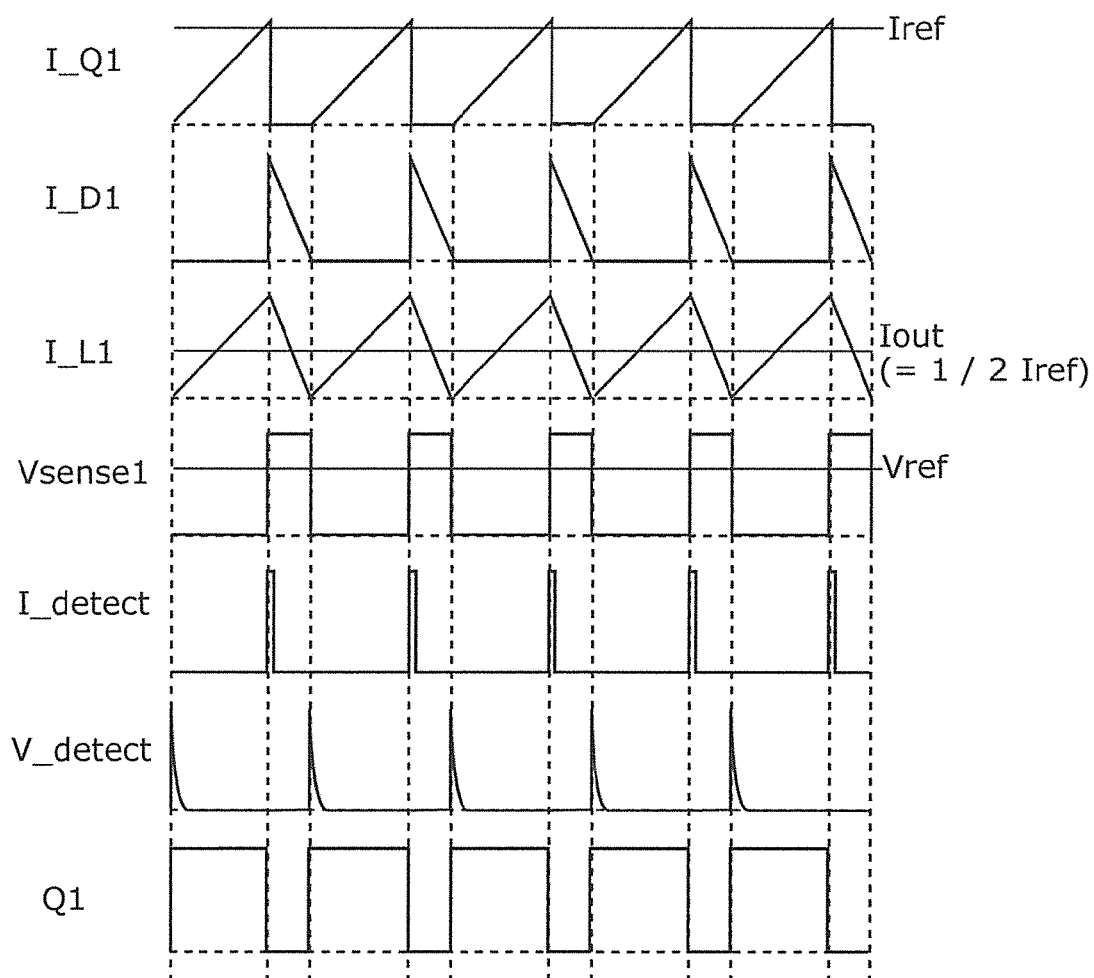 Iref
I_Q1
I_D1
I_L1
Iout
(= 1 / 2 Iref)
Vsense1
Vref
I_detect
V_detect
Q1